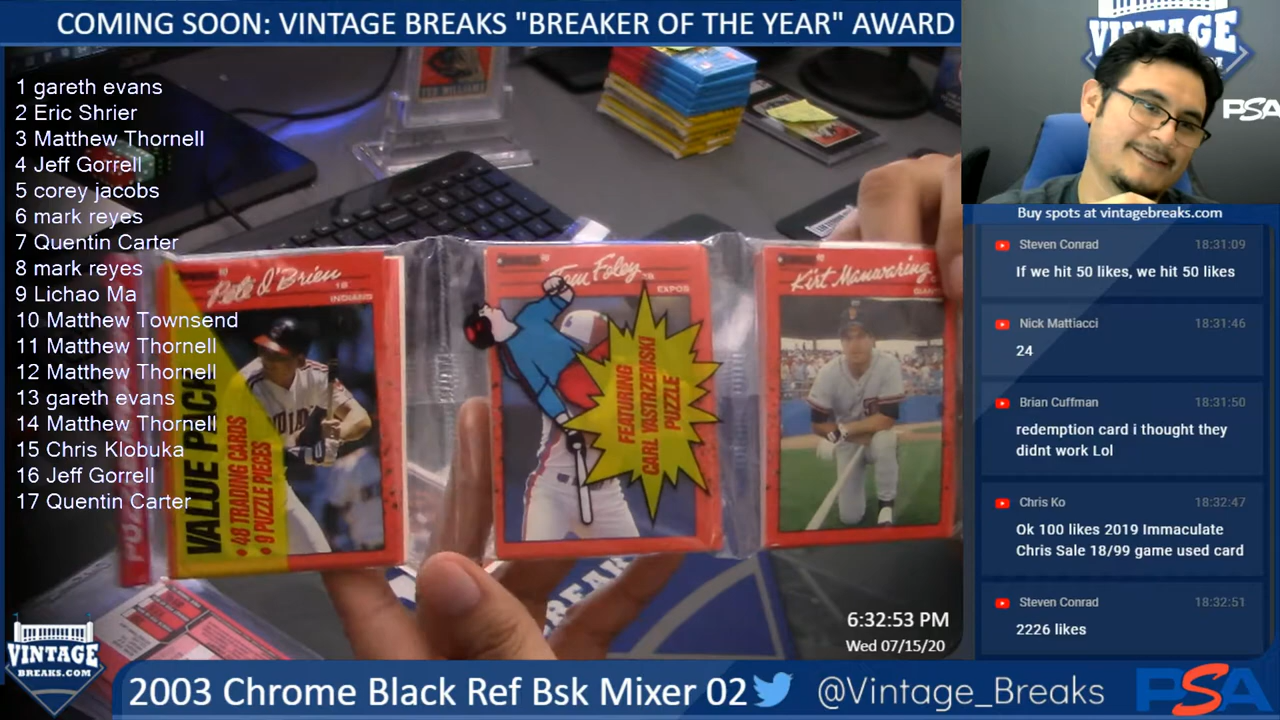 COMING SOON: VINTAGE BREAKS "BREAKER OF THE YEAR" AWARD
1 gareth evans
2 Eric Shrier
3 Matthew Thornell
4 Jeff Gorrell
5 corey jacobs
6 mark reyes
7 Quentin Carter
8 mark reyes
9 Lichao Ma
10 Matthew Townsend
11 Matthew Thornell
12 Matthew Thornell
13 gareth evans
14 Matthew Thornell
15 Chris Klobuka
16 Jeff Gorrell
17 Quentin Carter
TED WILLIAMS
Pete O'Brien
1B
INDIANS
VALUE PACK
• 48 TRADING CARDS
• 9 PUZZLE PIECES
Tom Foley
2B
EXPOS
FEATURING
CARL YASTRZEMSKI
PUZZLE
Kirt Manwaring
GIANTS
BREAK
6:32:53 PM
Wed 07/15/20
VINTAGE
BREAKS.COM
2003 Chrome Black Ref Bsk Mixer 02
@Vintage_Breaks
PSA
VINTAGE
.COM
PSA
Buy spots at vintagebreaks.com
Steven Conrad 18:31:09
If we hit 50 likes, we hit 50 likes
Nick Mattiacci 18:31:46
24
Brian Cuffman 18:31:50
redemption card i thought they
didnt work Lol
Chris Ko 18:32:47
Ok 100 likes 2019 Immaculate
Chris Sale 18/99 game used card
Steven Conrad 18:32:51
2226 likes